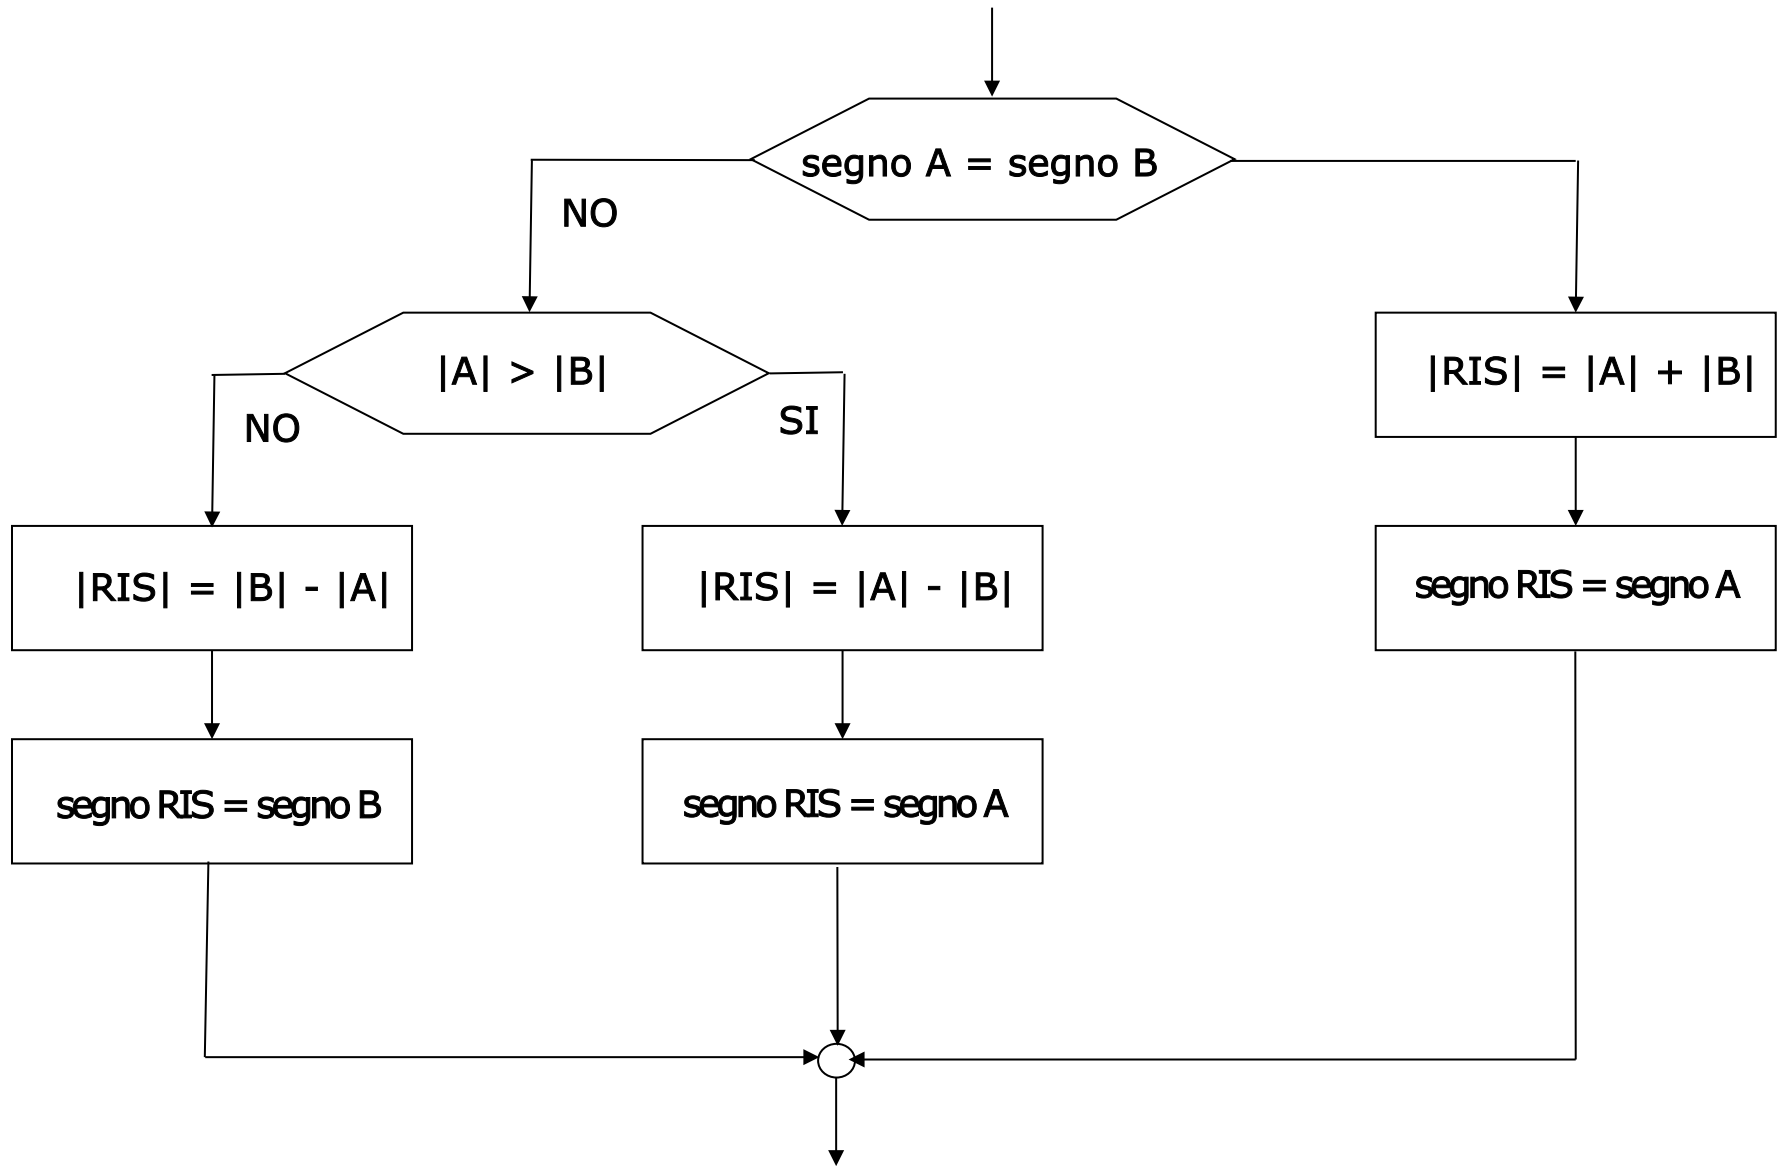 segno A = segno B
NO
|A| > |B|
|RIS| = |A| + |B|
NO
SI
|RIS| = |B| - |A|
|RIS| = |A| - |B|
segno RIS = segno A
segno RIS = segno B
segno RIS = segno A